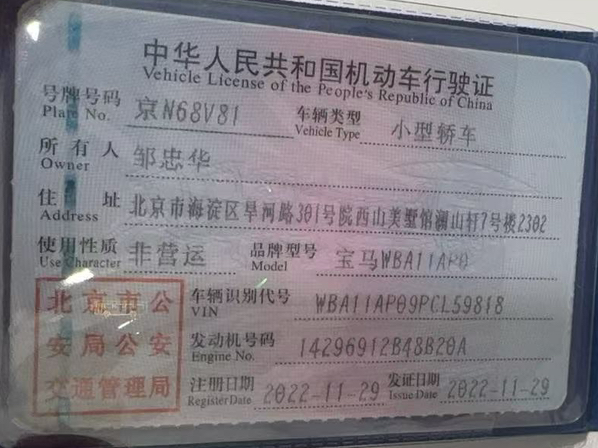 中华人民共和国机动车行驶证
Vehicle License of the People's Republic of China
号牌号码 京N68V81 车辆类型 小型轿车
Plate No. Vehicle Type
所有人 邹忠华
Owner
住址 北京市海淀区旱河路301号院西山美墅馆澜山轩7号楼2302
Address
使用性质 非营运 品牌型号 宝马WBA11AP0
Use Character Model
北京市公 车辆识别代号 WBA11AP09PCL59818
VIN
安局公安 发动机号码 14296912B48B20A
Engine No.
交通管理局 注册日期 2022-11-29 发证日期 2022-11-29
Register Date Issue Date